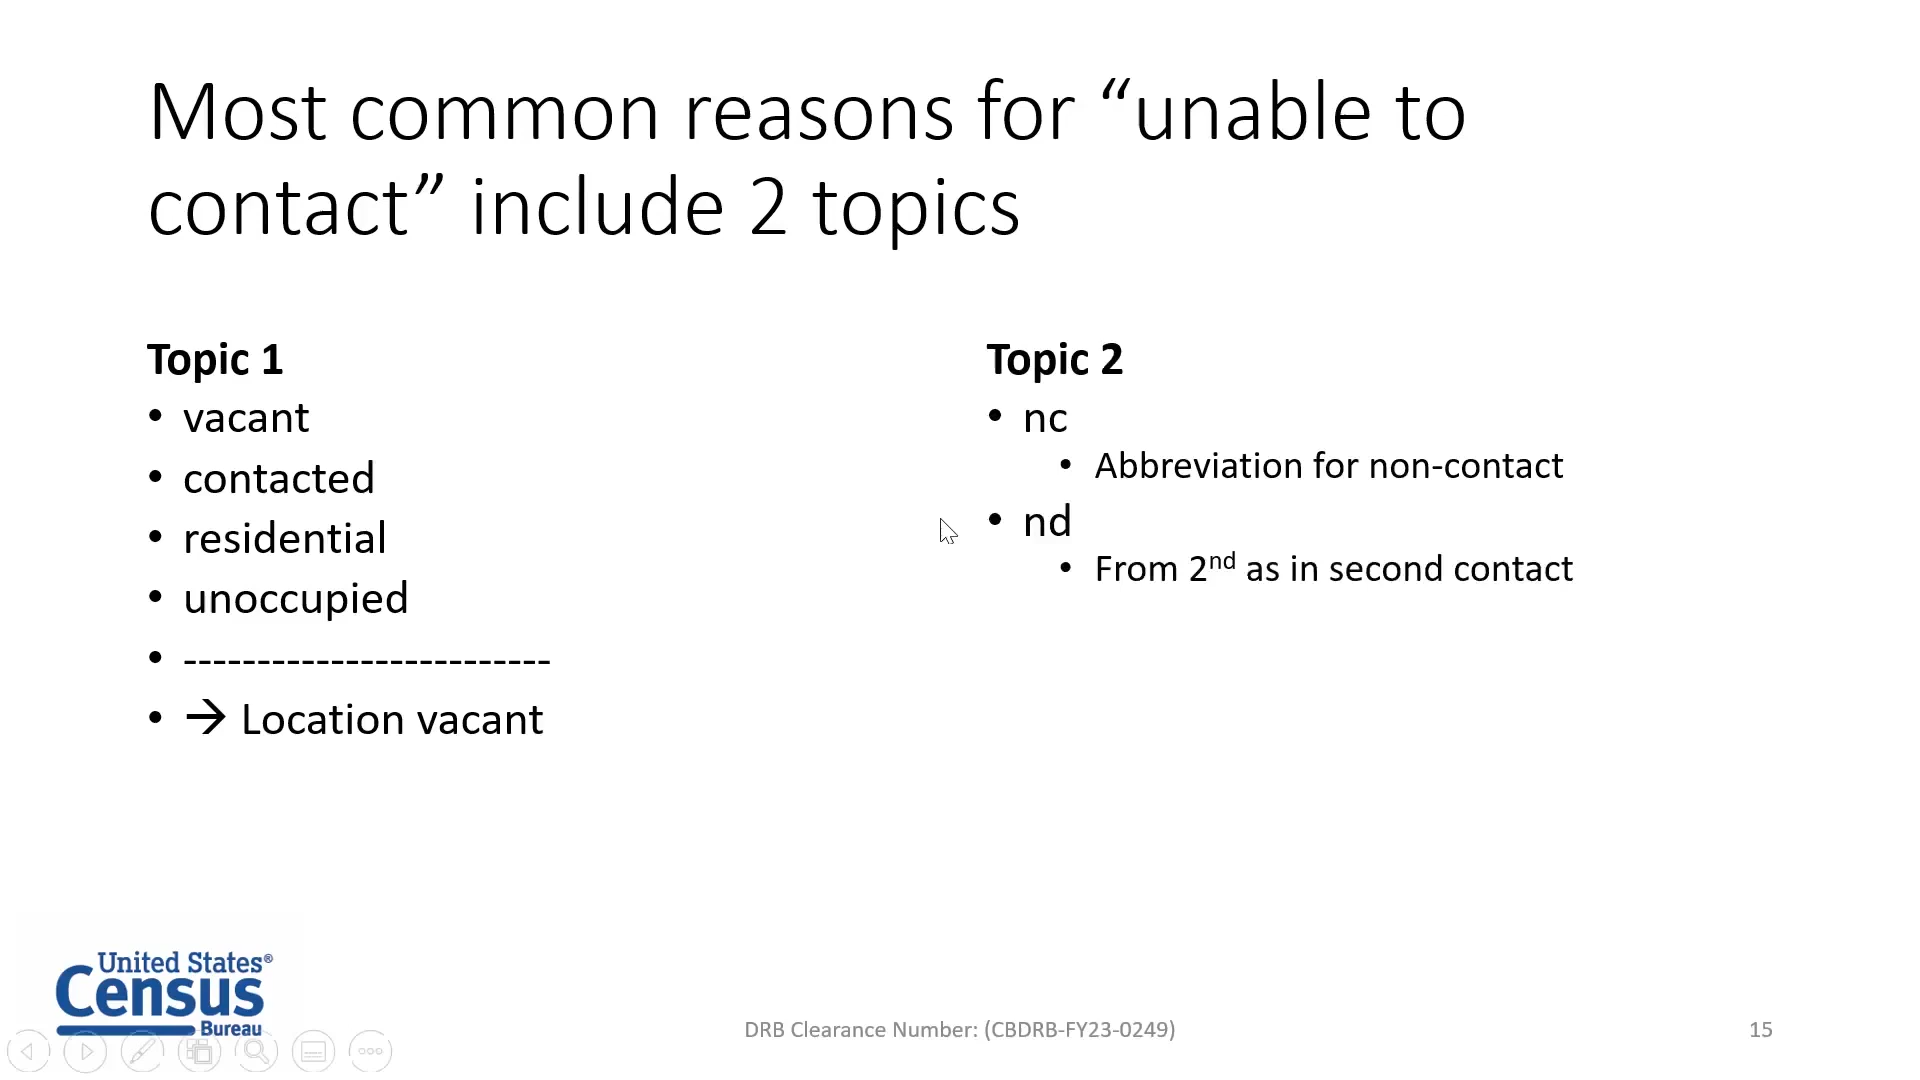 Most common reasons for “unable to
contact” include 2 topics
Topic 1
• vacant
• contacted
• residential
• unoccupied
• -------------------------
• → Location vacant
Topic 2
• nc
• Abbreviation for non-contact
• nd
• From 2nd as in second contact
United States®
Census
Bureau
DRB Clearance Number: (CBDRB-FY23-0249)
15